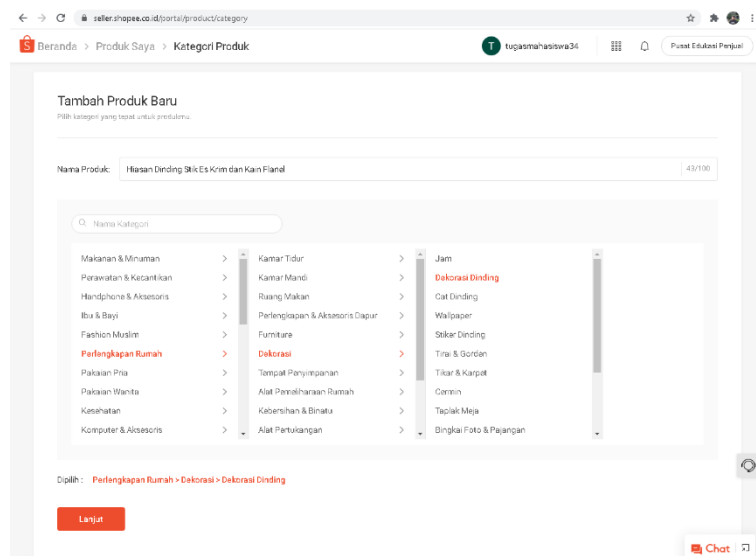 seller.shopee.co.id/portal/product/category
Beranda > Produk Saya > Kategori Produk
T tugasmahasiswa34
Pusat Edukasi Penjual
Tambah Produk Baru
Pilih kategori yang tepat untuk produkmu.
Nama Produk: Hiasan Dinding Stik Es Krim dan Kain Flanel 43/100
Nama Kategori
Makanan & Minuman > Kamar Tidur > Jam
Perawatan & Kecantikan > Kamar Mandi > Dekorasi Dinding
Handphone & Aksesoris > Ruang Makan > Cat Dinding
Ibu & Bayi > Perlengkapan & Aksesoris Dapur > Wallpaper
Fashion Muslim > Furniture > Stiker Dinding
Perlengkapan Rumah > Dekorasi > Tirai & Gorden
Pakaian Pria > Tempat Penyimpanan > Tikar & Karpet
Pakaian Wanita > Alat Pemeliharaan Rumah > Cermin
Kesehatan > Kebersihan & Binatu > Taplak Meja
Komputer & Aksesoris > Alat Pertukangan > Bingkai Foto & Pajangan
Dipilih : Perlengkapan Rumah > Dekorasi > Dekorasi Dinding
Lanjut
Chat